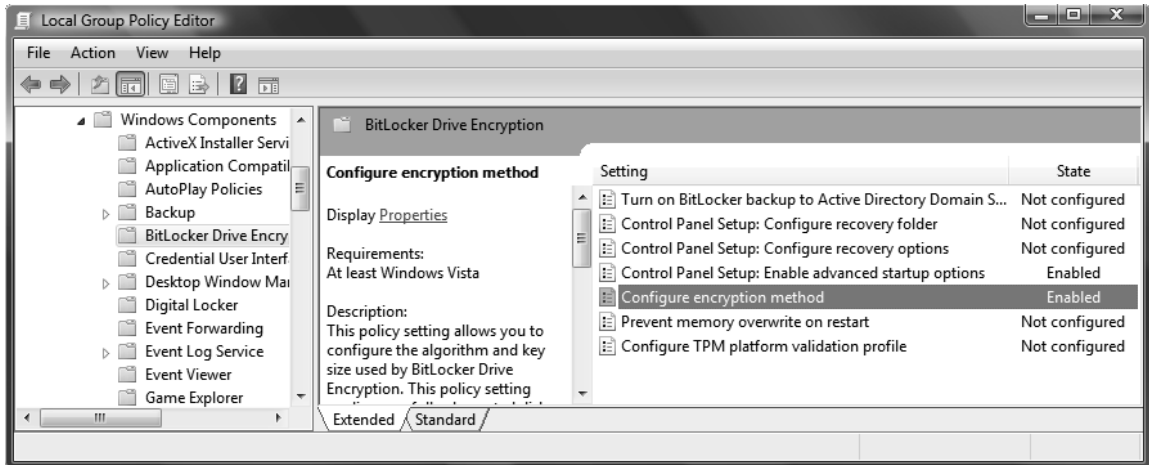 Local Group Policy Editor
File Action View Help
Windows Components
ActiveX Installer Servi
Application Compatil
AutoPlay Policies
Backup
BitLocker Drive Encry
Credential User Interf
Desktop Window Mar
Digital Locker
Event Forwarding
Event Log Service
Event Viewer
Game Explorer
BitLocker Drive Encryption
Configure encryption method
Display Properties
Requirements:
At least Windows Vista
Description:
This policy setting allows you to
configure the algorithm and key
size used by BitLocker Drive
Encryption. This policy setting
Setting State
Turn on BitLocker backup to Active Directory Domain S... Not configured
Control Panel Setup: Configure recovery folder Not configured
Control Panel Setup: Configure recovery options Not configured
Control Panel Setup: Enable advanced startup options Enabled
Configure encryption method Enabled
Prevent memory overwrite on restart Not configured
Configure TPM platform validation profile Not configured
Extended Standard